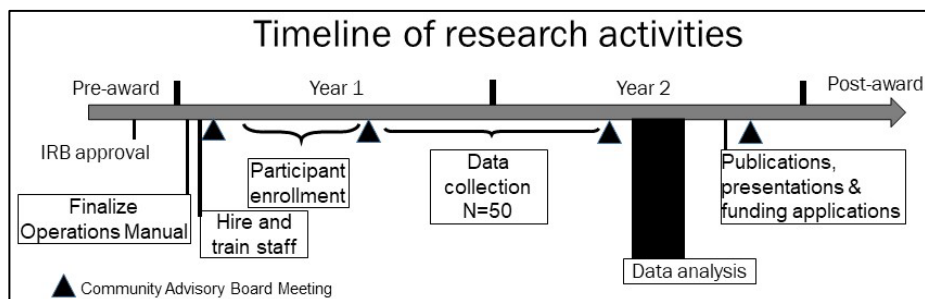 Timeline of research activities
Pre-award
Year 1
Year 2
Post-award
IRB approval
Participant
enrollment
Data
collection
N=50
Publications,
presentations &
funding applications
Finalize
Operations Manual
Hire and
train staff
Data analysis
Community Advisory Board Meeting